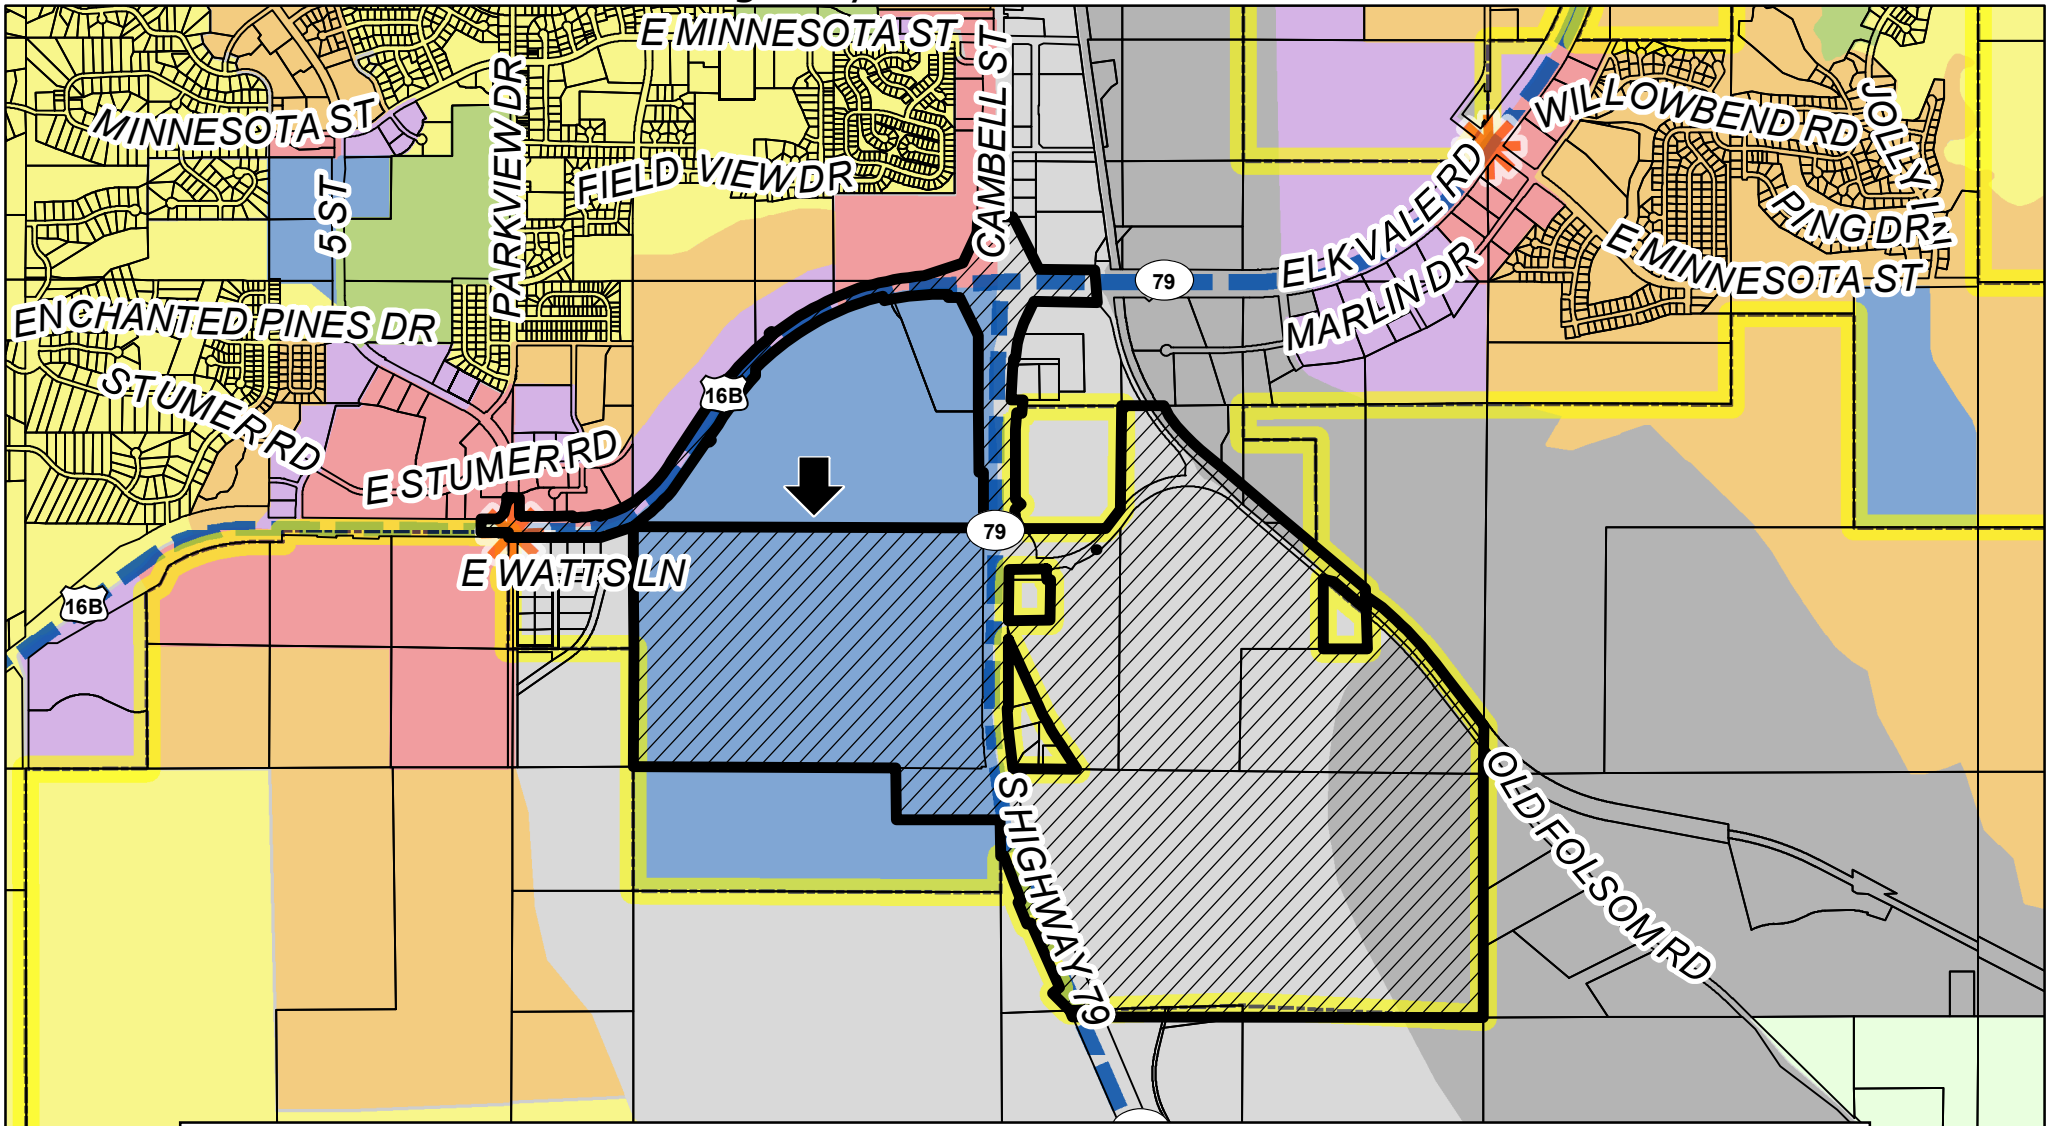 E MINNESOTA ST
CAMBELL ST
PARKVIEW DR
MINNESOTA ST
WILLOWBEND RD
JOLLY LN
FIELD VIEW DR
5 ST
ELK VALE RD
PING DR
E MINNESOTA ST
79
MARLIN DR
ENCHANTED PINES DR
STUMER RD
16B
E STUMER RD
79
E WATTS LN
16B
S HIGHWAY 79
OLD FOLSOM RD